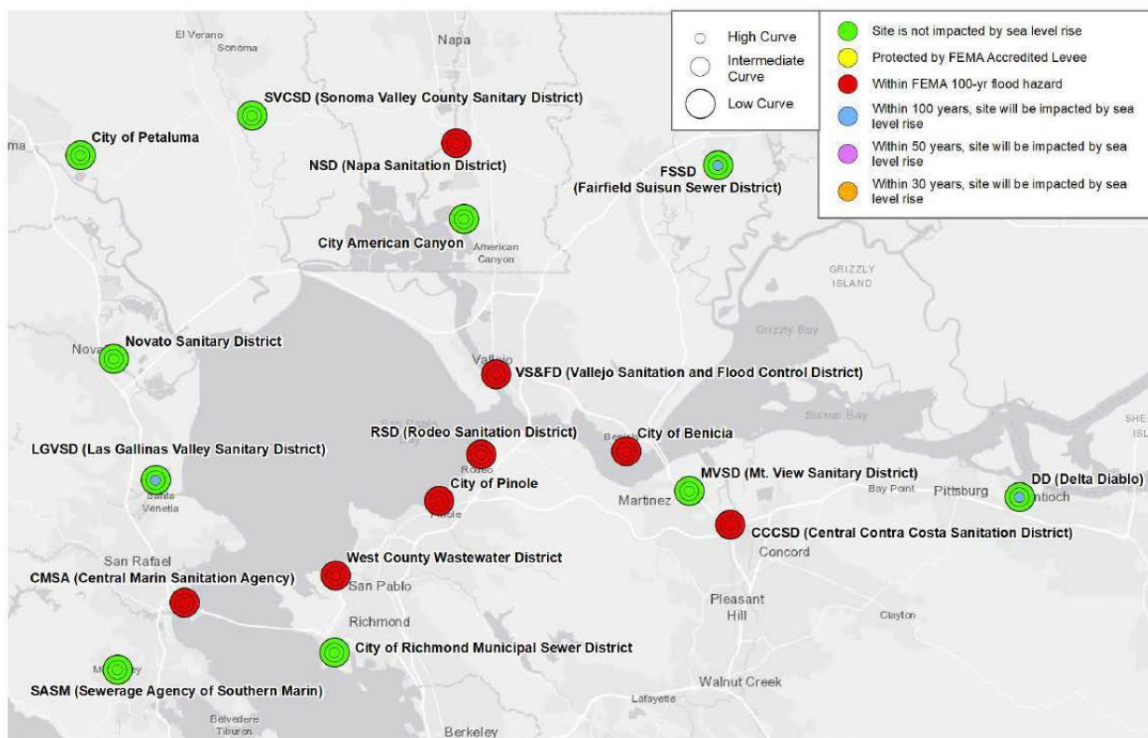 El Verano
Sonoma
Napa
SVCSD (Sonoma Valley County Sanitary District)
City of Petaluma
NSD (Napa Sanitation District)
FSSD
(Fairfield Suisun Sewer District)
City American Canyon
American
Canyon
High Curve
Intermediate
Curve
Low Curve
Site is not impacted by sea level rise
Protected by FEMA Accredited Levee
Within FEMA 100-yr flood hazard
Within 100 years, site will be impacted by sea
level rise
Within 50 years, site will be impacted by sea
level rise
Within 30 years, site will be impacted by sea
level rise
GRIZZLY
ISLAND
Grizzly Bay
Suisun Bay
Novato Sanitary District
Vallejo
VS&FD (Vallejo Sanitation and Flood Control District)
RSD (Rodeo Sanitation District)
Rodeo
City of Benicia
LGVSD (Las Gallinas Valley Sanitary District)
Santa
Venetia
City of Pinole
MVSD (Mt. View Sanitary District)
Martinez
Bay Point
Pittsburg
DD (Delta Diablo)
CCCSD (Central Contra Costa Sanitation District)
Concord
San Rafael
West County Wastewater District
San Pablo
CMSA (Central Marin Sanitation Agency)
Pleasant
Hill
Clayton
Richmond
City of Richmond Municipal Sewer District
SASM (Sewerage Agency of Southern Marin)
Walnut Creek
Lafayette
Belvedere
Tiburon
Berkeley